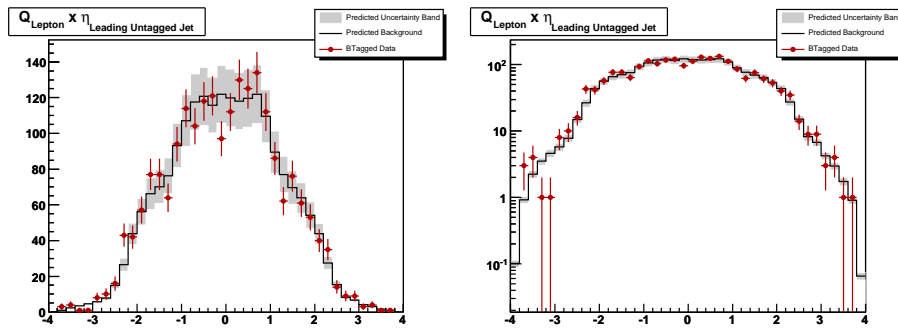 Q_Lepton x η_Leading Untagged Jet
Predicted Uncertainty Band
Predicted Background
BTagged Data
140
120
100
80
60
40
20
0
-4 -3 -2 -1 0 1 2 3 4
Q_Lepton x η_Leading Untagged Jet
Predicted Uncertainty Band
Predicted Background
BTagged Data
10^2
10
1
10^-1
-4 -3 -2 -1 0 1 2 3 4